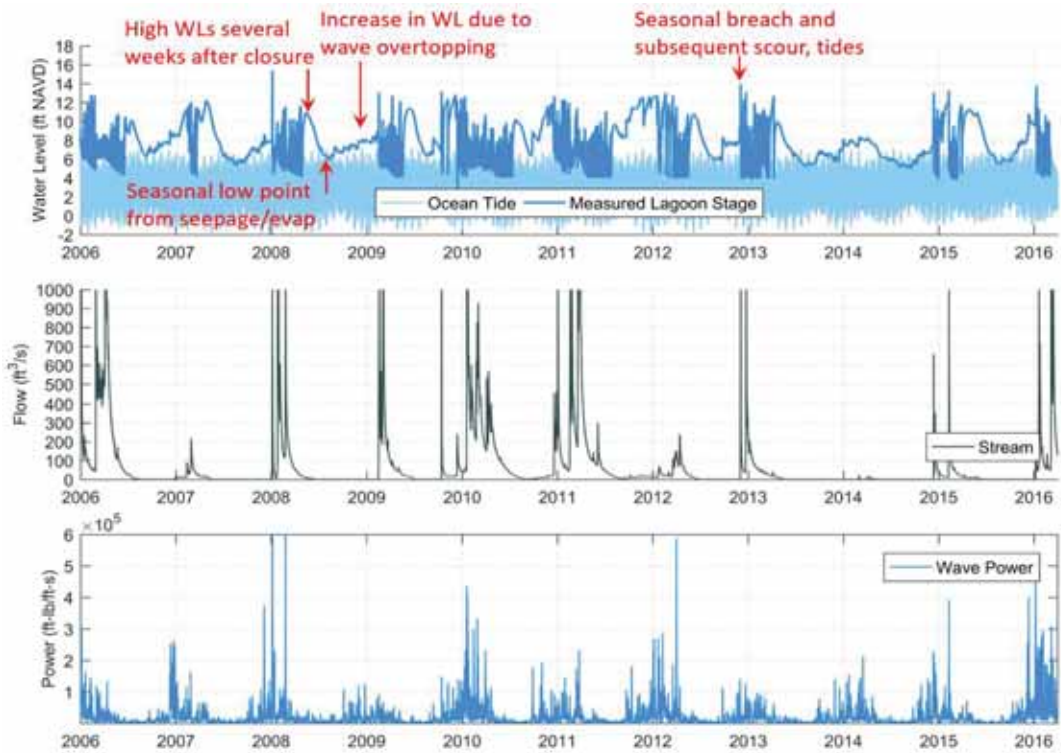 High WLs several
weeks after closure
Increase in WL due to
wave overtopping
Seasonal breach and
subsequent scour, tides
Water Level (ft NAVD)
18
16
14
12
10
8
6
4
2
0
-2
Seasonal low point
from seepage/evap
Ocean Tide
Measured Lagoon Stage
2006 2007 2008 2009 2010 2011 2012 2013 2014 2015 2016
Flow (ft³/s)
1000
900
800
700
600
500
400
300
200
100
0
Stream
2006 2007 2008 2009 2010 2011 2012 2013 2014 2015 2016
×10⁵
Power (ft-lb/ft-s)
6
5
4
3
2
1
Wave Power
2006 2007 2008 2009 2010 2011 2012 2013 2014 2015 2016